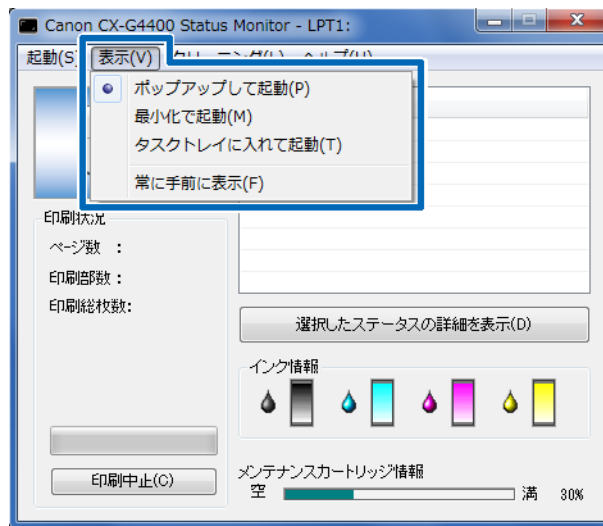 Canon CX-G4400 Status Monitor - LPT1:
起動(S) 表示(V) ヘルプ(H)
ポップアップして起動(P)
最小化で起動(M)
タスクトレイに入れて起動(T)
常に手前に表示(F)
印刷状況
ページ数 :
印刷部数 :
印刷総枚数:
選択したステータスの詳細を表示(D)
インク情報
印刷中止(C)
メンテナンスカートリッジ情報
空 満 30%